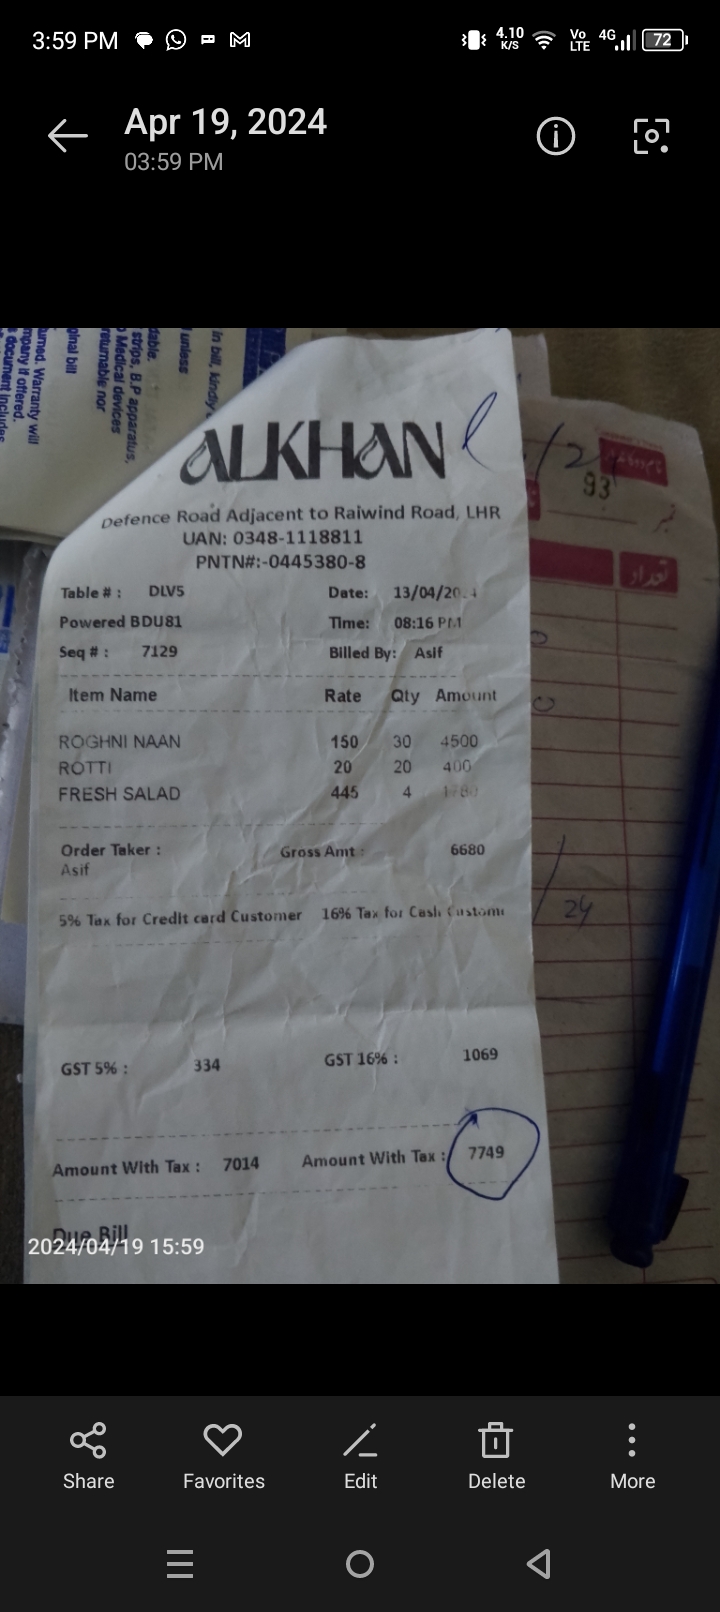 3:59 PM
4.10 K/S Vo LTE 4G 72
Apr 19, 2024
03:59 PM
in bill, kindly
unless
dable.
strips, B.P apparatus,
Medical devices
returnable nor
ginal bill
urned. Warranty will
mpany if offered.
document includes
ALKHAN
Defence Road Adjacent to Raiwind Road, LHR
UAN: 0348-1118811
PNTN#:-0445380-8
Table # : DLV5 Date: 13/04/20
Powered BDU81 Time: 08:16 PM
Seq # : 7129 Billed By: Asif
Item Name Rate Qty Amount
ROGHNI NAAN 150 30 4500
ROTTI 20 20 400
FRESH SALAD 445 4 1780
Order Taker : Gross Amt : 6680
Asif
5% Tax for Credit card Customer 16% Tax for Cash Custome
GST 5% : 334 GST 16% : 1069
Amount With Tax : 7014 Amount With Tax : 7749
Due Bill
2024/04/19 15:59
93
نمبر
تعداد
24
Share Favorites Edit Delete More